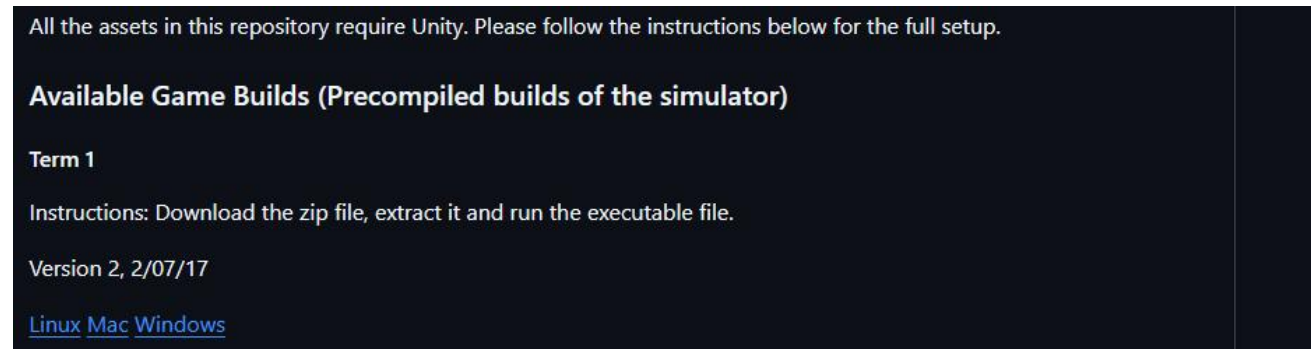 All the assets in this repository require Unity. Please follow the instructions below for the full setup.
Available Game Builds (Precompiled builds of the simulator)
Term 1
Instructions: Download the zip file, extract it and run the executable file.
Version 2, 2/07/17
Linux Mac Windows